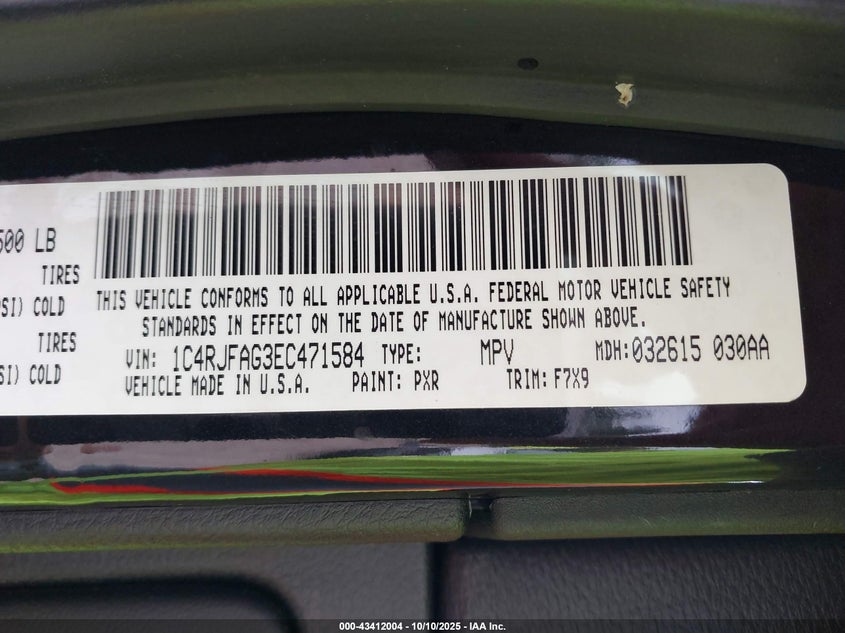 500 LB
TIRES
PSI) COLD
TIRES
SI) COLD
THIS VEHICLE CONFORMS TO ALL APPLICABLE U.S.A. FEDERAL MOTOR VEHICLE SAFETY
STANDARDS IN EFFECT ON THE DATE OF MANUFACTURE SHOWN ABOVE.
VIN: 1C4RJFAG3EC471584 TYPE: MPV MDH: 032615 030AA
VEHICLE MADE IN U.S.A. PAINT: PXR TRIM: F7X9
000-43412004 - 10/10/2025 - IAA Inc.